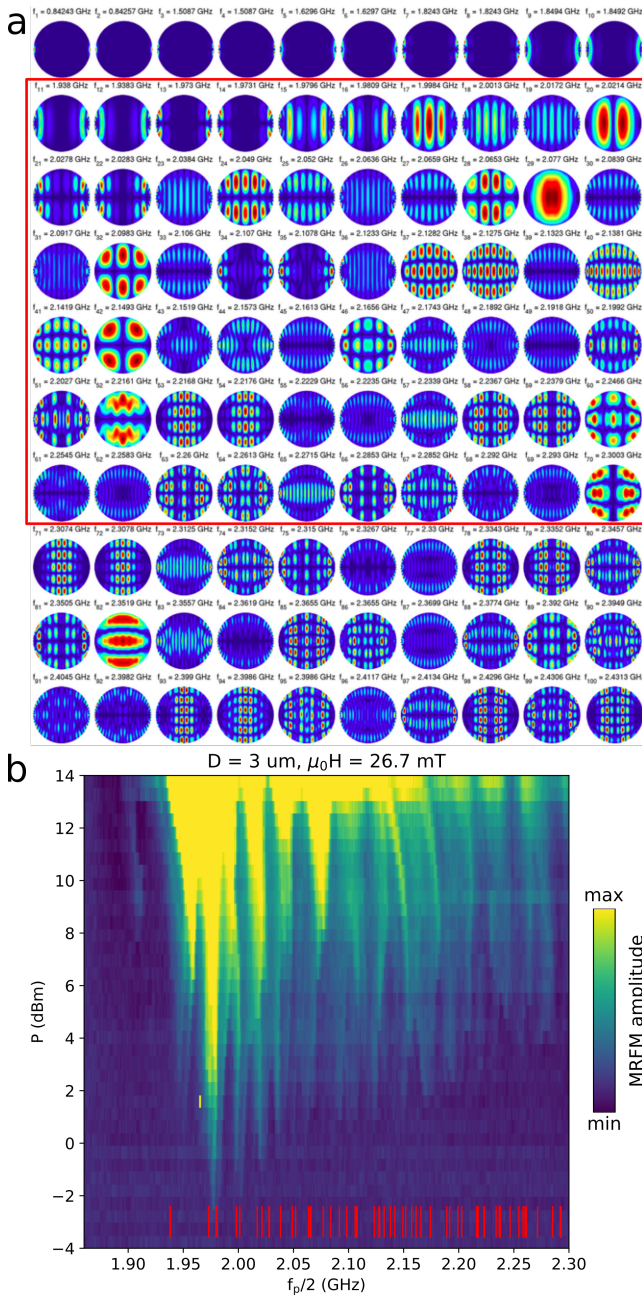 a
f1 = 0.84243 GHz f2 = 0.84257 GHz f3 = 1.5087 GHz f4 = 1.5087 GHz f5 = 1.6296 GHz f6 = 1.6297 GHz f7 = 1.8243 GHz f8 = 1.8243 GHz f9 = 1.8494 GHz f10 = 1.8492 GHz
f11 = 1.938 GHz f12 = 1.9383 GHz f13 = 1.973 GHz f14 = 1.9731 GHz f15 = 1.9796 GHz f16 = 1.9809 GHz f17 = 1.9984 GHz f18 = 2.0013 GHz f19 = 2.0172 GHz f20 = 2.0214 GHz
f21 = 2.0278 GHz f22 = 2.0283 GHz f23 = 2.0384 GHz f24 = 2.049 GHz f25 = 2.052 GHz f26 = 2.0636 GHz f27 = 2.0659 GHz f28 = 2.0653 GHz f29 = 2.077 GHz f30 = 2.0839 GHz
f31 = 2.0917 GHz f32 = 2.0983 GHz f33 = 2.106 GHz f34 = 2.107 GHz f35 = 2.1078 GHz f36 = 2.1233 GHz f37 = 2.1282 GHz f38 = 2.1275 GHz f39 = 2.1323 GHz f40 = 2.1381 GHz
f41 = 2.1419 GHz f42 = 2.1493 GHz f43 = 2.1519 GHz f44 = 2.1573 GHz f45 = 2.1613 GHz f46 = 2.1656 GHz f47 = 2.1743 GHz f48 = 2.1892 GHz f49 = 2.1918 GHz f50 = 2.1992 GHz
f51 = 2.2027 GHz f52 = 2.2161 GHz f53 = 2.2168 GHz f54 = 2.2176 GHz f55 = 2.2229 GHz f56 = 2.2235 GHz f57 = 2.2339 GHz f58 = 2.2367 GHz f59 = 2.2379 GHz f60 = 2.2466 GHz
f61 = 2.2545 GHz f62 = 2.2583 GHz f63 = 2.26 GHz f64 = 2.2613 GHz f65 = 2.2715 GHz f66 = 2.2853 GHz f67 = 2.2852 GHz f68 = 2.292 GHz f69 = 2.293 GHz f70 = 2.3003 GHz
f71 = 2.3074 GHz f72 = 2.3078 GHz f73 = 2.3125 GHz f74 = 2.3152 GHz f75 = 2.315 GHz f76 = 2.3267 GHz f77 = 2.33 GHz f78 = 2.3343 GHz f79 = 2.3352 GHz f80 = 2.3457 GHz
f81 = 2.3505 GHz f82 = 2.3519 GHz f83 = 2.3557 GHz f84 = 2.3619 GHz f85 = 2.3655 GHz f86 = 2.3655 GHz f87 = 2.3699 GHz f88 = 2.3774 GHz f89 = 2.392 GHz f90 = 2.3949 GHz
f91 = 2.4045 GHz f92 = 2.3982 GHz f93 = 2.399 GHz f94 = 2.3986 GHz f95 = 2.3986 GHz f96 = 2.4117 GHz f97 = 2.4134 GHz f98 = 2.4296 GHz f99 = 2.4306 GHz f100 = 2.4313 GHz
b
D = 3 um, μ0H = 26.7 mT
14
12
10
8
6
4
2
0
−2
−4
P (dBm)
1.90 1.95 2.00 2.05 2.10 2.15 2.20 2.25 2.30
fp/2 (GHz)
max
min
MRFM amplitude